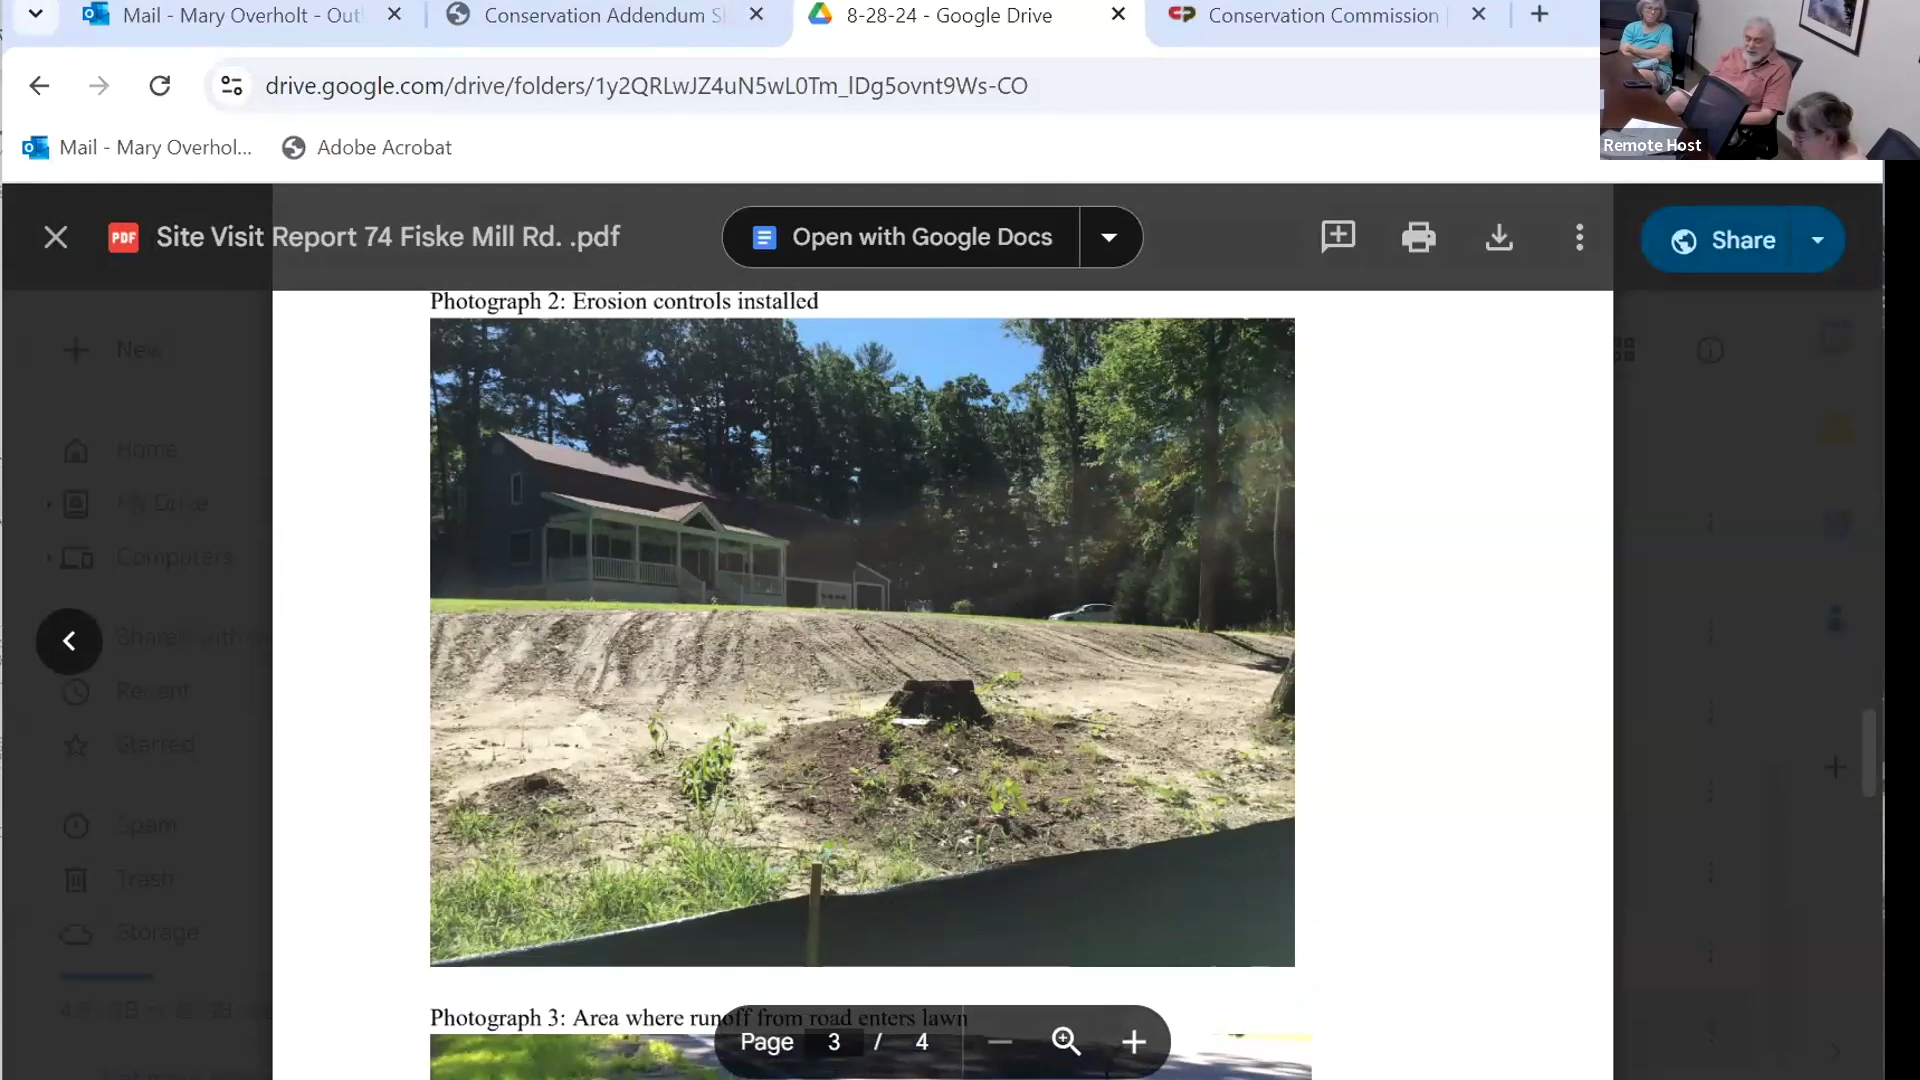 Mail - Mary Overholt - Out
Conservation Addendum S
8-28-24 - Google Drive
Conservation Commission
drive.google.com/drive/folders/1y2QRLwJZ4uN5wL0Tm_lDg5ovnt9Ws-CO
Mail - Mary Overhol...
Adobe Acrobat
Remote Host
PDF
Site Visit Report 74 Fiske Mill Rd. .pdf
Open with Google Docs
Share
Photograph 2: Erosion controls installed
New
Home
My Drive
Computers
Shared with
Recent
Starred
Spam
Trash
Storage
Photograph 3: Area where runoff from road enters lawn
Page 3 / 4